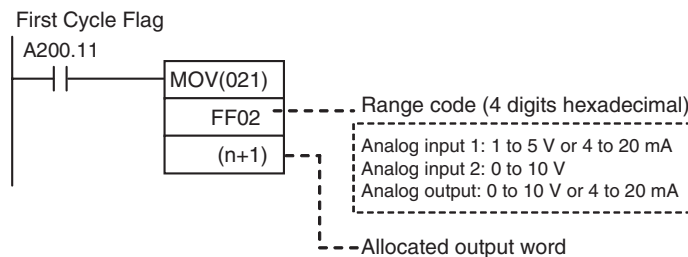 First Cycle Flag
A200.11
MOV(021)
FF02
(n+1)
Range code (4 digits hexadecimal)
Analog input 1: 1 to 5 V or 4 to 20 mA
Analog input 2: 0 to 10 V
Analog output: 0 to 10 V or 4 to 20 mA
Allocated output word